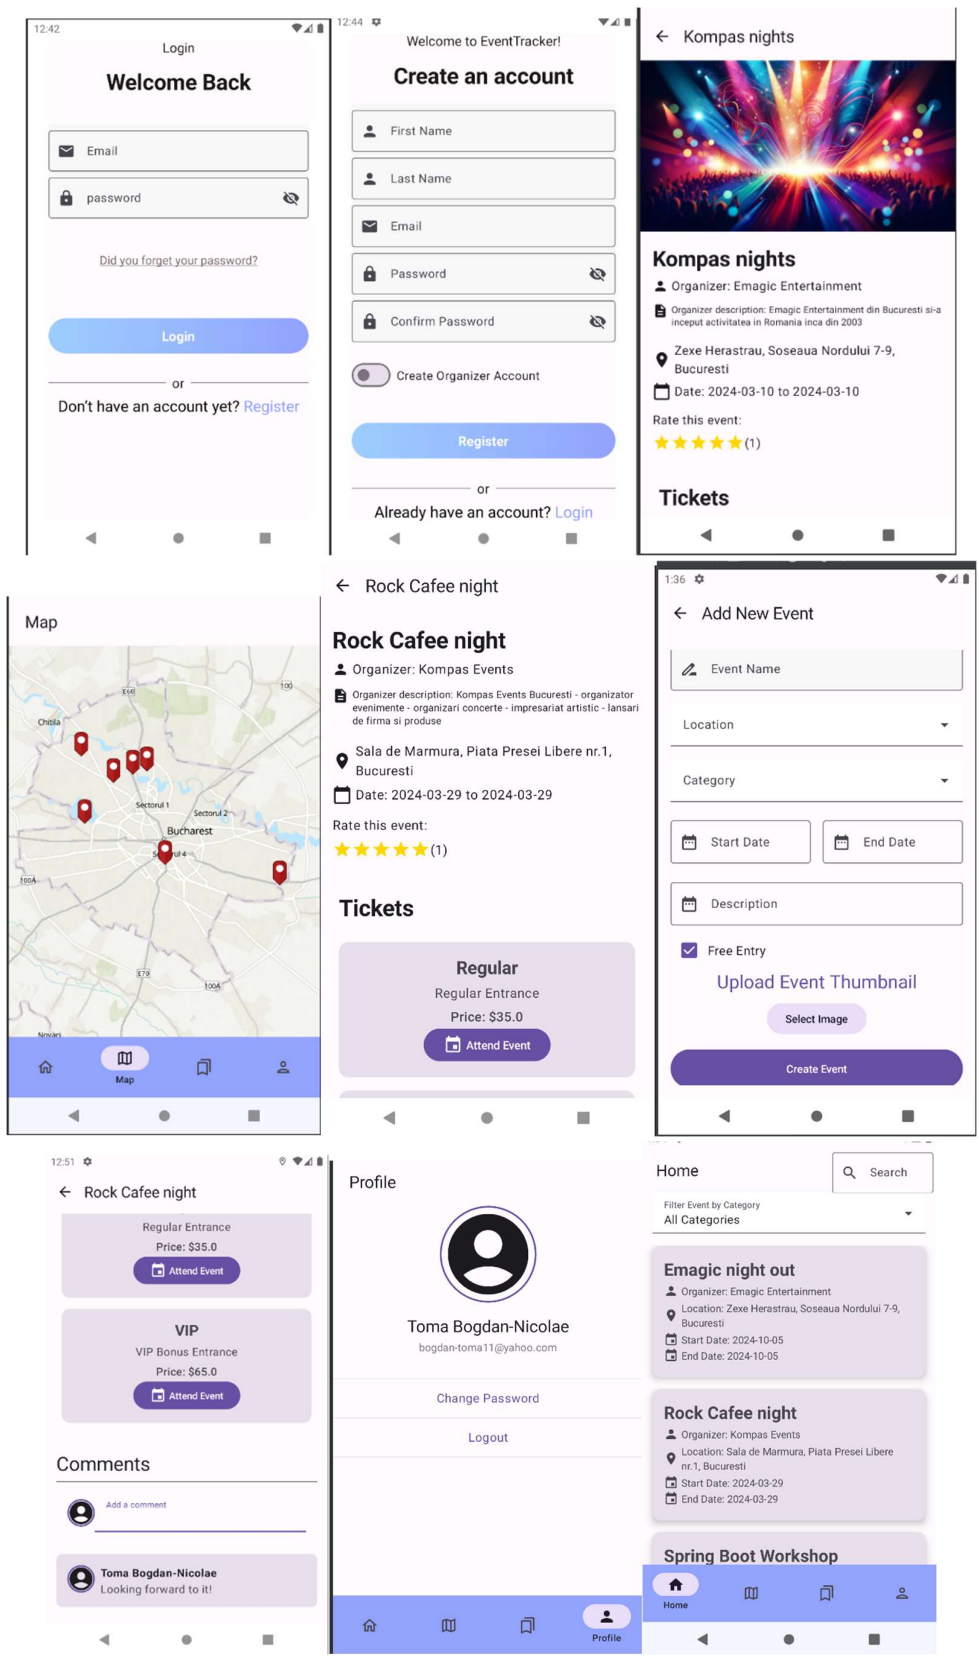 12:42
Login
Welcome Back
Email
password
Did you forget your password?
Login
or
Don't have an account yet? Register
12:44
Welcome to EventTracker!
Create an account
First Name
Last Name
Email
Password
Confirm Password
Create Organizer Account
Register
or
Already have an account? Login
Kompas nights
Kompas nights
Organizer: Emagic Entertainment
Organizer description: Emagic Entertainment din Bucuresti si-a
inceput activitatea in Romania inca din 2003
Zexe Herastrau, Soseaua Nordului 7-9,
Bucuresti
Date: 2024-03-10 to 2024-03-10
Rate this event:
(1)
Tickets
Map
E60
100
Chitila
Sectorul 1
Sectorul 2
Bucharest
100A
E70
100A
Map
Rock Cafee night
Rock Cafee night
Organizer: Kompas Events
Organizer description: Kompas Events Bucuresti - organizator
evenimente - organizari concerte - impresariat artistic - lansari
de firma si produse
Sala de Marmura, Piata Presei Libere nr.1,
Bucuresti
Date: 2024-03-29 to 2024-03-29
Rate this event:
(1)
Tickets
Regular
Regular Entrance
Price: $35.0
Attend Event
1:36
Add New Event
Event Name
Location
Category
Start Date
End Date
Description
Free Entry
Upload Event Thumbnail
Select Image
Create Event
12:51
Rock Cafee night
Regular Entrance
Price: $35.0
Attend Event
VIP
VIP Bonus Entrance
Price: $65.0
Attend Event
Comments
Add a comment
Toma Bogdan-Nicolae
Looking forward to it!
Profile
Toma Bogdan-Nicolae
bogdan-toma11@yahoo.com
Change Password
Logout
Profile
Home
Search
Filter Event by Category
All Categories
Emagic night out
Organizer: Emagic Entertainment
Location: Zexe Herastrau, Soseaua Nordului 7-9,
Bucuresti
Start Date: 2024-10-05
End Date: 2024-10-05
Rock Cafee night
Organizer: Kompas Events
Location: Sala de Marmura, Piata Presei Libere
nr.1, Bucuresti
Start Date: 2024-03-29
End Date: 2024-03-29
Spring Boot Workshop
Home